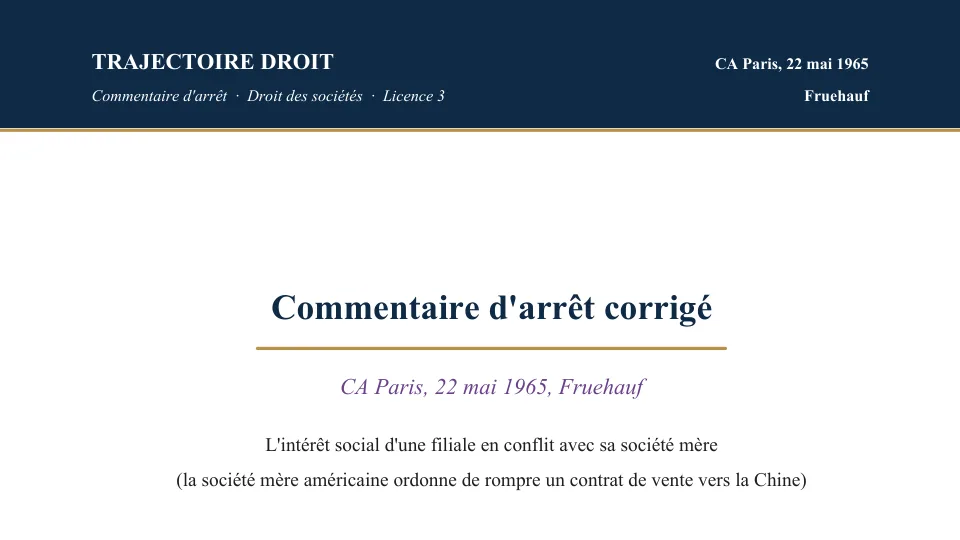 TRAJECTOIRE DROIT
CA Paris, 22 mai 1965
Commentaire d'arrêt · Droit des sociétés · Licence 3
Fruehauf
Commentaire d'arrêt corrigé
CA Paris, 22 mai 1965, Fruehauf
L'intérêt social d'une filiale en conflit avec sa société mère
(la société mère américaine ordonne de rompre un contrat de vente vers la Chine)